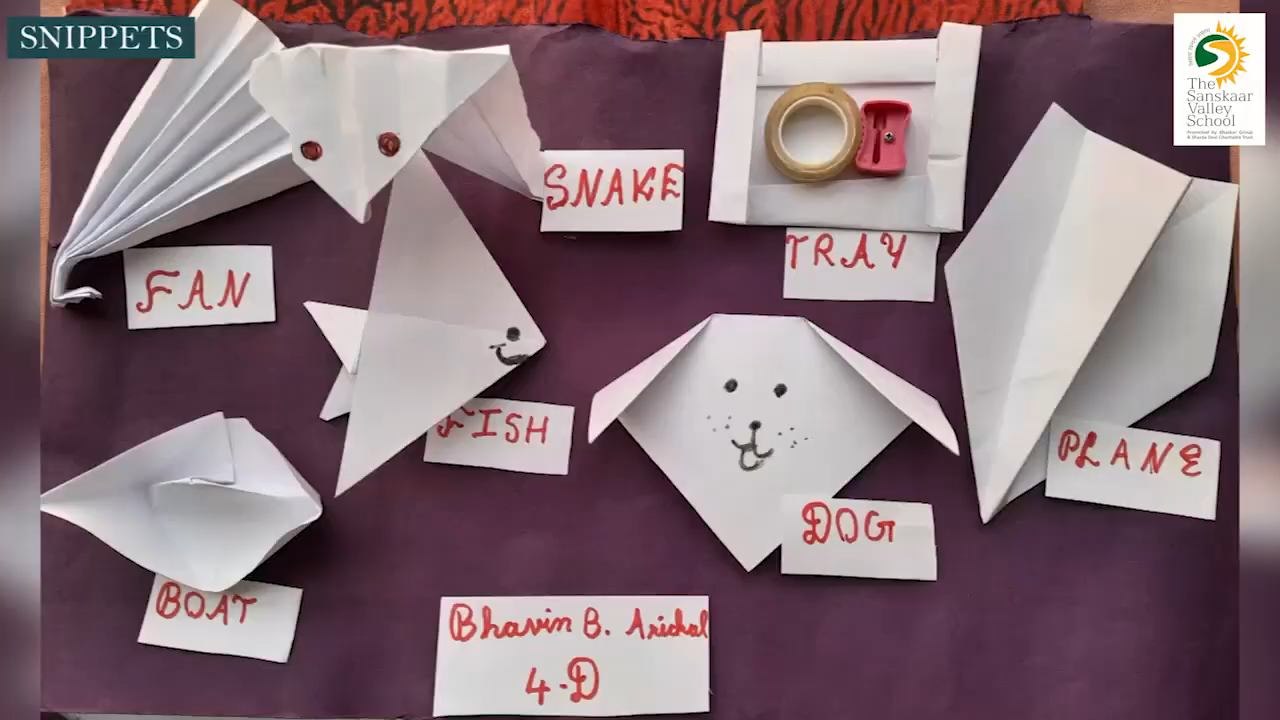 SNIPPETS
The
Sanskaar
Valley
School
SNAKE
TRAY
FAN
FISH
PLANE
DOG
BOAT
Bhavin B. Arichal
4-D